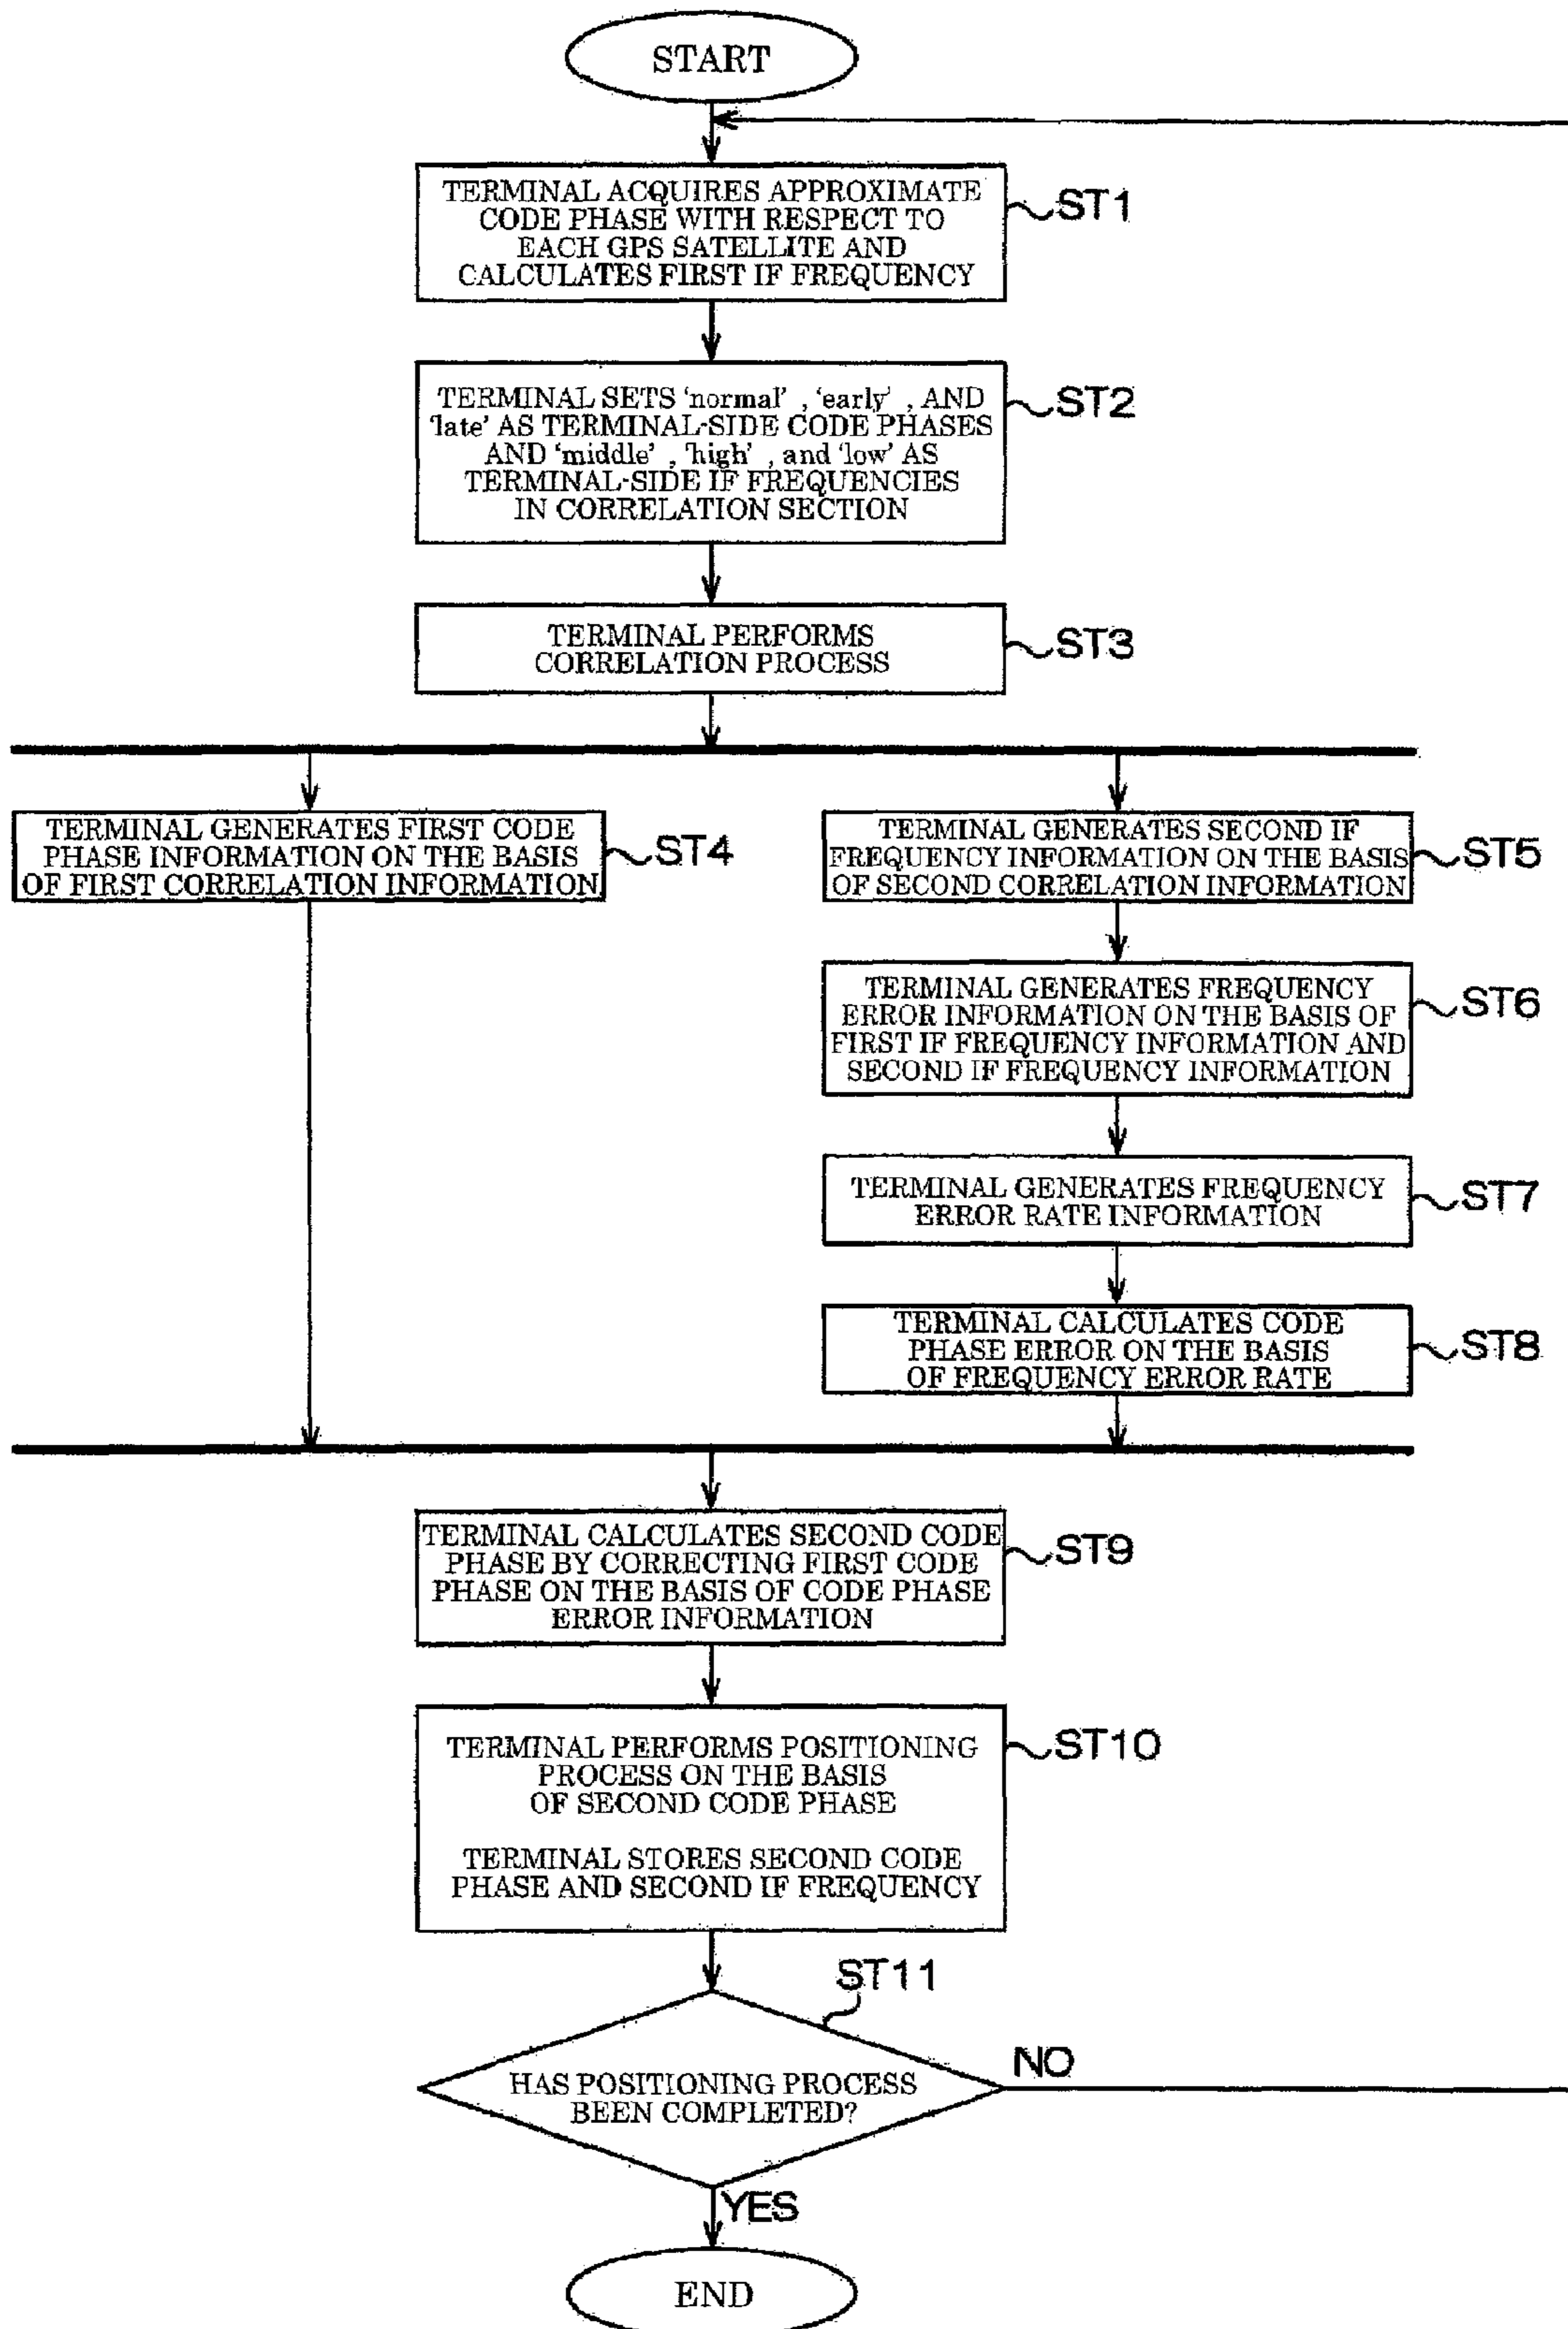 START
TERMINAL ACQUIRES APPROXIMATE
CODE PHASE WITH RESPECT TO
EACH GPS SATELLITE AND
CALCULATES FIRST IF FREQUENCY
ST1
TERMINAL SETS 'normal' , 'early' , AND
'late' AS TERMINAL-SIDE CODE PHASES
AND 'middle' , 'high' , and 'low' AS
TERMINAL-SIDE IF FREQUENCIES
IN CORRELATION SECTION
ST2
TERMINAL PERFORMS
CORRELATION PROCESS
ST3
TERMINAL GENERATES FIRST CODE
PHASE INFORMATION ON THE BASIS
OF FIRST CORRELATION INFORMATION
ST4
TERMINAL GENERATES SECOND IF
FREQUENCY INFORMATION ON THE BASIS
OF SECOND CORRELATION INFORMATION
ST5
TERMINAL GENERATES FREQUENCY
ERROR INFORMATION ON THE BASIS OF
FIRST IF FREQUENCY INFORMATION AND
SECOND IF FREQUENCY INFORMATION
ST6
TERMINAL GENERATES FREQUENCY
ERROR RATE INFORMATION
ST7
TERMINAL CALCULATES CODE
PHASE ERROR ON THE BASIS
OF FREQUENCY ERROR RATE
ST8
TERMINAL CALCULATES SECOND CODE
PHASE BY CORRECTING FIRST CODE
PHASE ON THE BASIS OF CODE PHASE
ERROR INFORMATION
ST9
TERMINAL PERFORMS POSITIONING
PROCESS ON THE BASIS
OF SECOND CODE PHASE
TERMINAL STORES SECOND CODE
PHASE AND SECOND IF FREQUENCY
ST10
ST11
HAS POSITIONING PROCESS
BEEN COMPLETED?
NO
YES
END